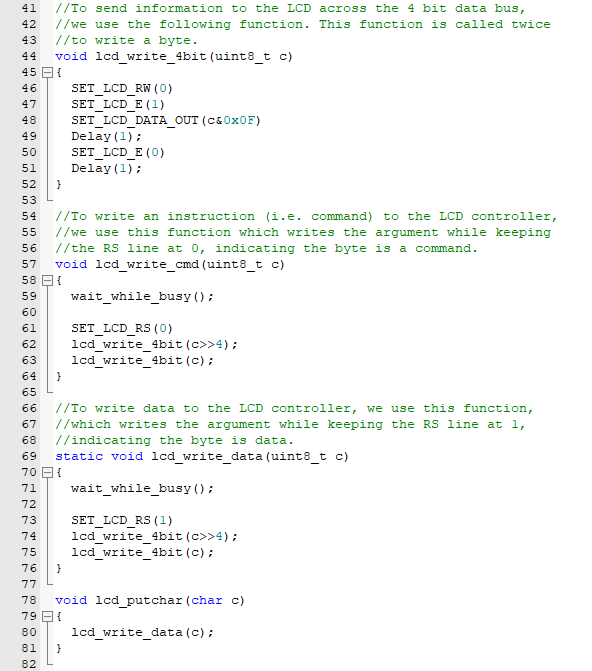 41 //To send information to the LCD across the 4 bit data bus,
42 //we use the following function. This function is called twice
43 //to write a byte.
44 void lcd_write_4bit(uint8_t c)
45 {
46   SET_LCD_RW(0)
47   SET_LCD_E(1)
48   SET_LCD_DATA_OUT(c&0x0F)
49   Delay(1);
50   SET_LCD_E(0)
51   Delay(1);
52 }
53
54 //To write an instruction (i.e. command) to the LCD controller,
55 //we use this function which writes the argument while keeping
56 //the RS line at 0, indicating the byte is a command.
57 void lcd_write_cmd(uint8_t c)
58 {
59   wait_while_busy();
60
61   SET_LCD_RS(0)
62   lcd_write_4bit(c>>4);
63   lcd_write_4bit(c);
64 }
65
66 //To write data to the LCD controller, we use this function,
67 //which writes the argument while keeping the RS line at 1,
68 //indicating the byte is data.
69 static void lcd_write_data(uint8_t c)
70 {
71   wait_while_busy();
72
73   SET_LCD_RS(1)
74   lcd_write_4bit(c>>4);
75   lcd_write_4bit(c);
76 }
77
78 void lcd_putchar(char c)
79 {
80   lcd_write_data(c);
81 }
82